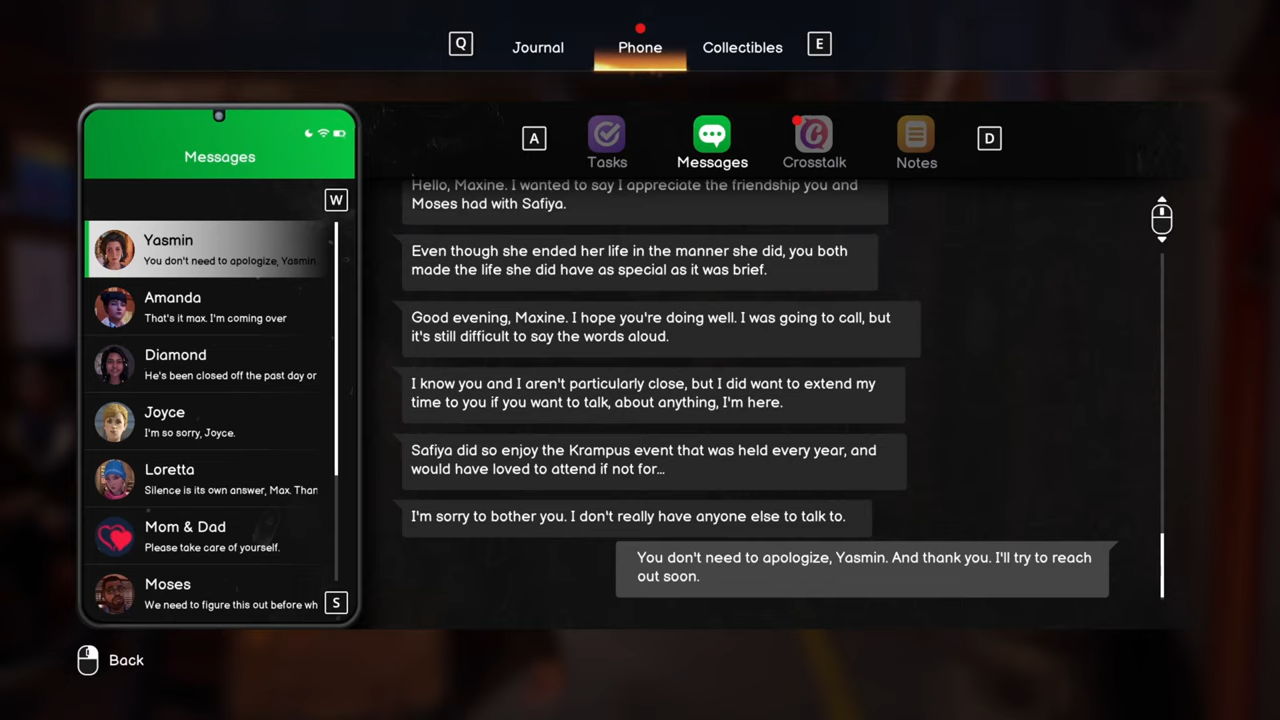 Q
Journal
Phone
Collectibles
E
Messages
W
Yasmin
You don't need to apologize, Yasmin
Amanda
That's it max. I'm coming over
Diamond
He's been closed off the past day or
Joyce
I'm so sorry, Joyce.
Loretta
Silence is its own answer, Max. Than
Mom & Dad
Please take care of yourself.
Moses
We need to figure this out before wh
S
A
Tasks
Messages
Crosstalk
Notes
D
Hello, Maxine. I wanted to say I appreciate the friendship you and
Moses had with Safiya.
Even though she ended her life in the manner she did, you both
made the life she did have as special as it was brief.
Good evening, Maxine. I hope you're doing well. I was going to call, but
it's still difficult to say the words aloud.
I know you and I aren't particularly close, but I did want to extend my
time to you if you want to talk, about anything, I'm here.
Safiya did so enjoy the Krampus event that was held every year, and
would have loved to attend if not for...
I'm sorry to bother you. I don't really have anyone else to talk to.
You don't need to apologize, Yasmin. And thank you. I'll try to reach
out soon.
Back